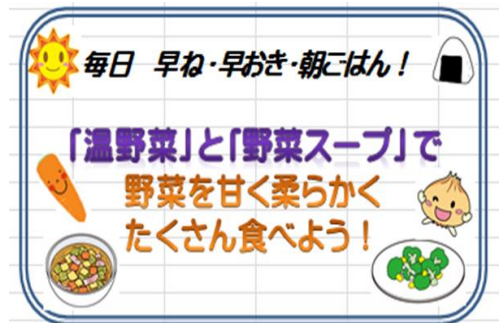 毎日 早ね・早おき・朝ごはん！
「温野菜」と「野菜スープ」で
野菜を甘く柔らかく
たくさん食べよう！